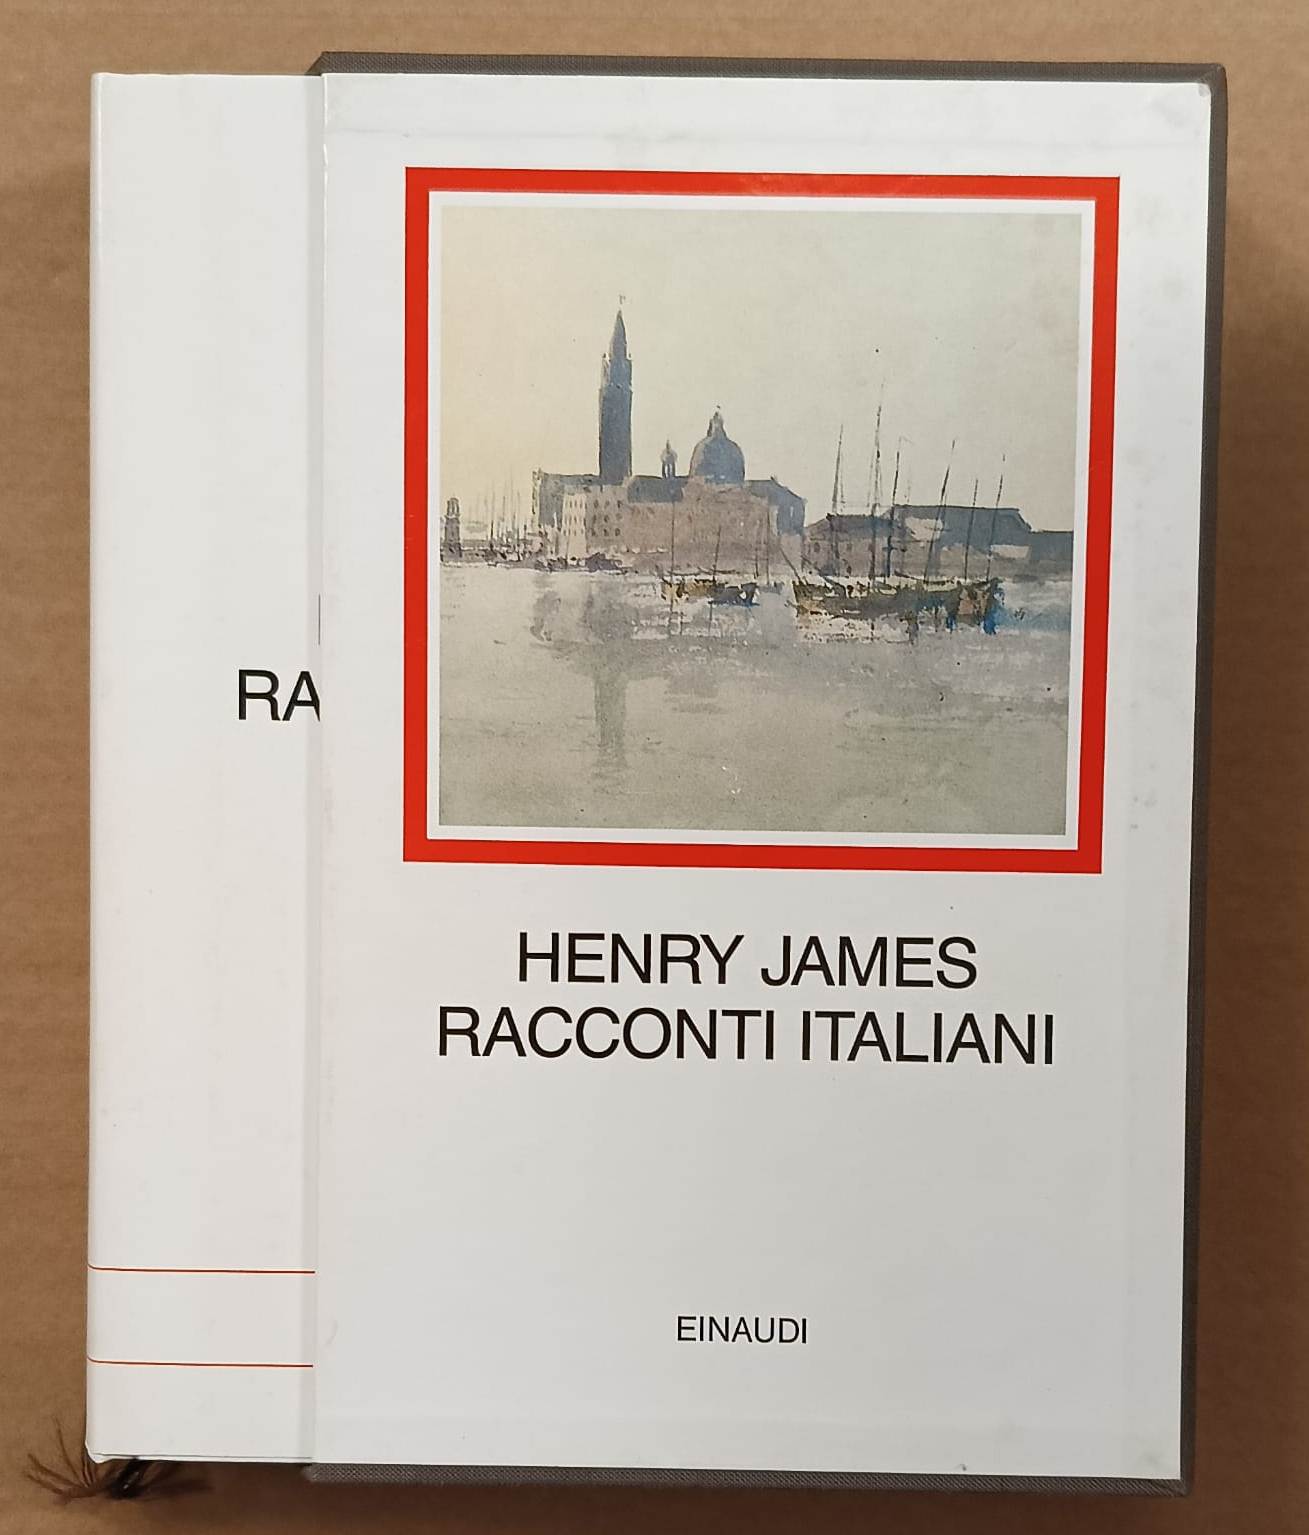 RA
HENRY JAMES
RACCONTI ITALIANI
EINAUDI